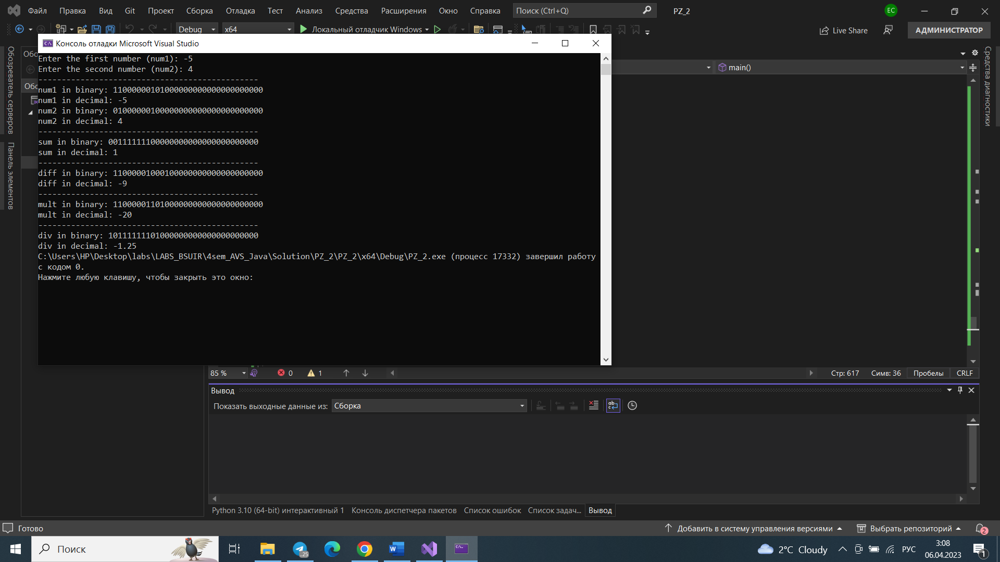 Файл Правка Вид Git Проект Сборка Отладка Тест Анализ Средства Расширения Окно Справка Поиск (Ctrl+Q) PZ_2 EC
Debug x64 Локальный отладчик Windows Live Share АДМИНИСТРАТОР
Консоль отладки Microsoft Visual Studio
Обозреватель серверов
Панель элементов
Средства диагностики
main()
Enter the first number (num1): -5
Enter the second number (num2): 4
-----------------------------------------------
num1 in binary: 11000000101000000000000000000000
num1 in decimal: -5
num2 in binary: 01000000100000000000000000000000
num2 in decimal: 4
-----------------------------------------------
sum in binary: 00111111100000000000000000000000
sum in decimal: 1
-----------------------------------------------
diff in binary: 11000001000100000000000000000000
diff in decimal: -9
-----------------------------------------------
mult in binary: 11000001101000000000000000000000
mult in decimal: -20
-----------------------------------------------
div in binary: 10111111101000000000000000000000
div in decimal: -1.25
C:\Users\HP\Desktop\labs\LABS_BSUIR\4sem_AVS_Java\Solution\PZ_2\PZ_2\x64\Debug\PZ_2.exe (процесс 17332) завершил работу
с кодом 0.
Нажмите любую клавишу, чтобы закрыть это окно:
85 % 0 1 Стр: 617 Симв: 36 Пробелы CRLF
Вывод
Показать выходные данные из: Сборка
Python 3.10 (64-bit) интерактивный 1 Консоль диспетчера пакетов Список ошибок Список задач... Вывод
Готово Добавить в систему управления версиями Выбрать репозиторий 2
Поиск ..25 2°C Cloudy РУС 3:08
06.04.2023 1